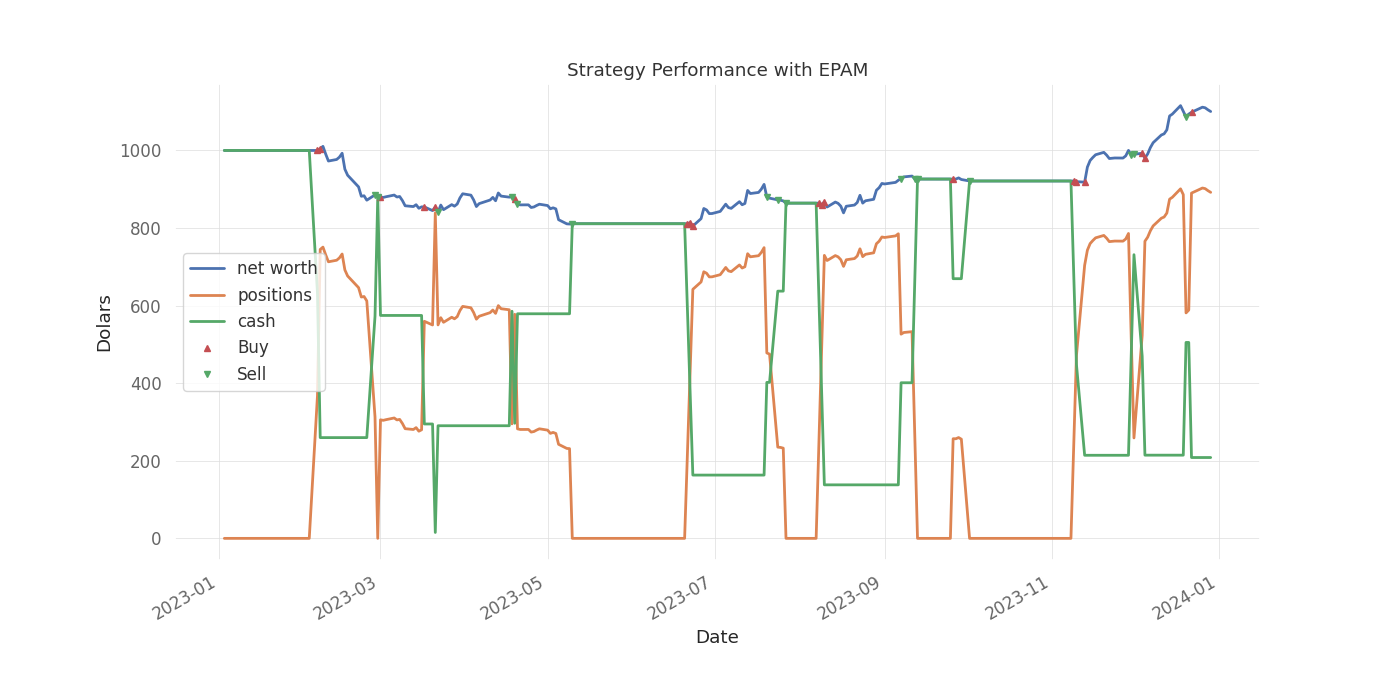 Strategy Performance with EPAM
1000
800
600
400
200
0
Dolars
net worth
positions
cash
Buy
Sell
2023-01
2023-03
2023-05
2023-07
2023-09
2023-11
2024-01
Date